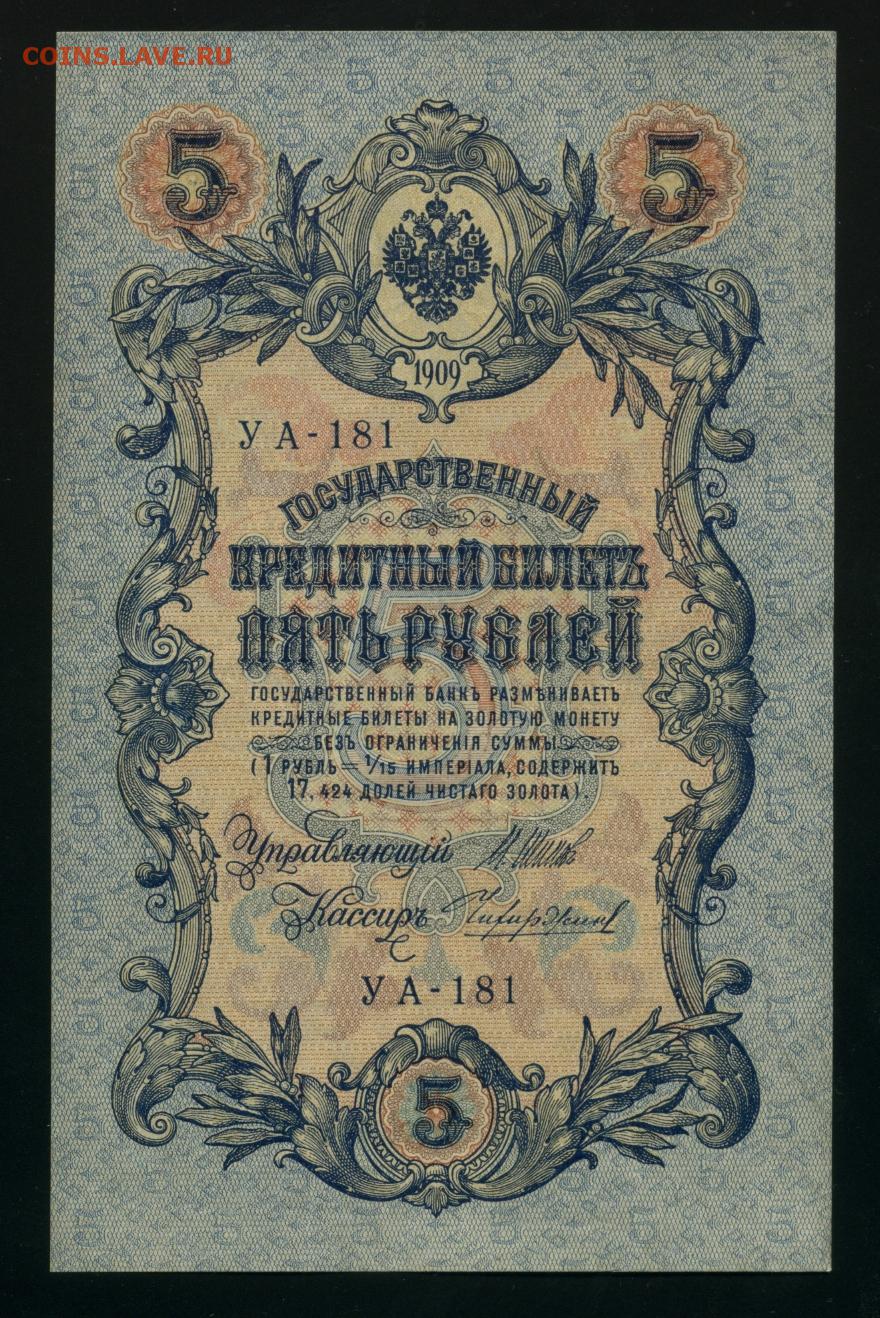 COINS.LAVE.RU
5 5
1909
УА-181
ГОСУДАРСТВЕННЫЙ
КРЕДИТНЫЙ БИЛЕТЪ
ПЯТЬ РУБЛЕЙ
ГОСУДАРСТВЕННЫЙ БАНКЪ РАЗМѢНИВАЕТЪ
КРЕДИТНЫЕ БИЛЕТЫ НА ЗОЛОТУЮ МОНЕТУ
БЕЗЪ ОГРАНИЧЕНІЯ СУММЫ
(1 РУБЛЬ = 1/15 ИМПЕРІАЛА, СОДЕРЖИТЪ
17,424 ДОЛЕЙ ЧИСТАГО ЗОЛОТА).
Управляющій
Кассиръ
УА-181
5